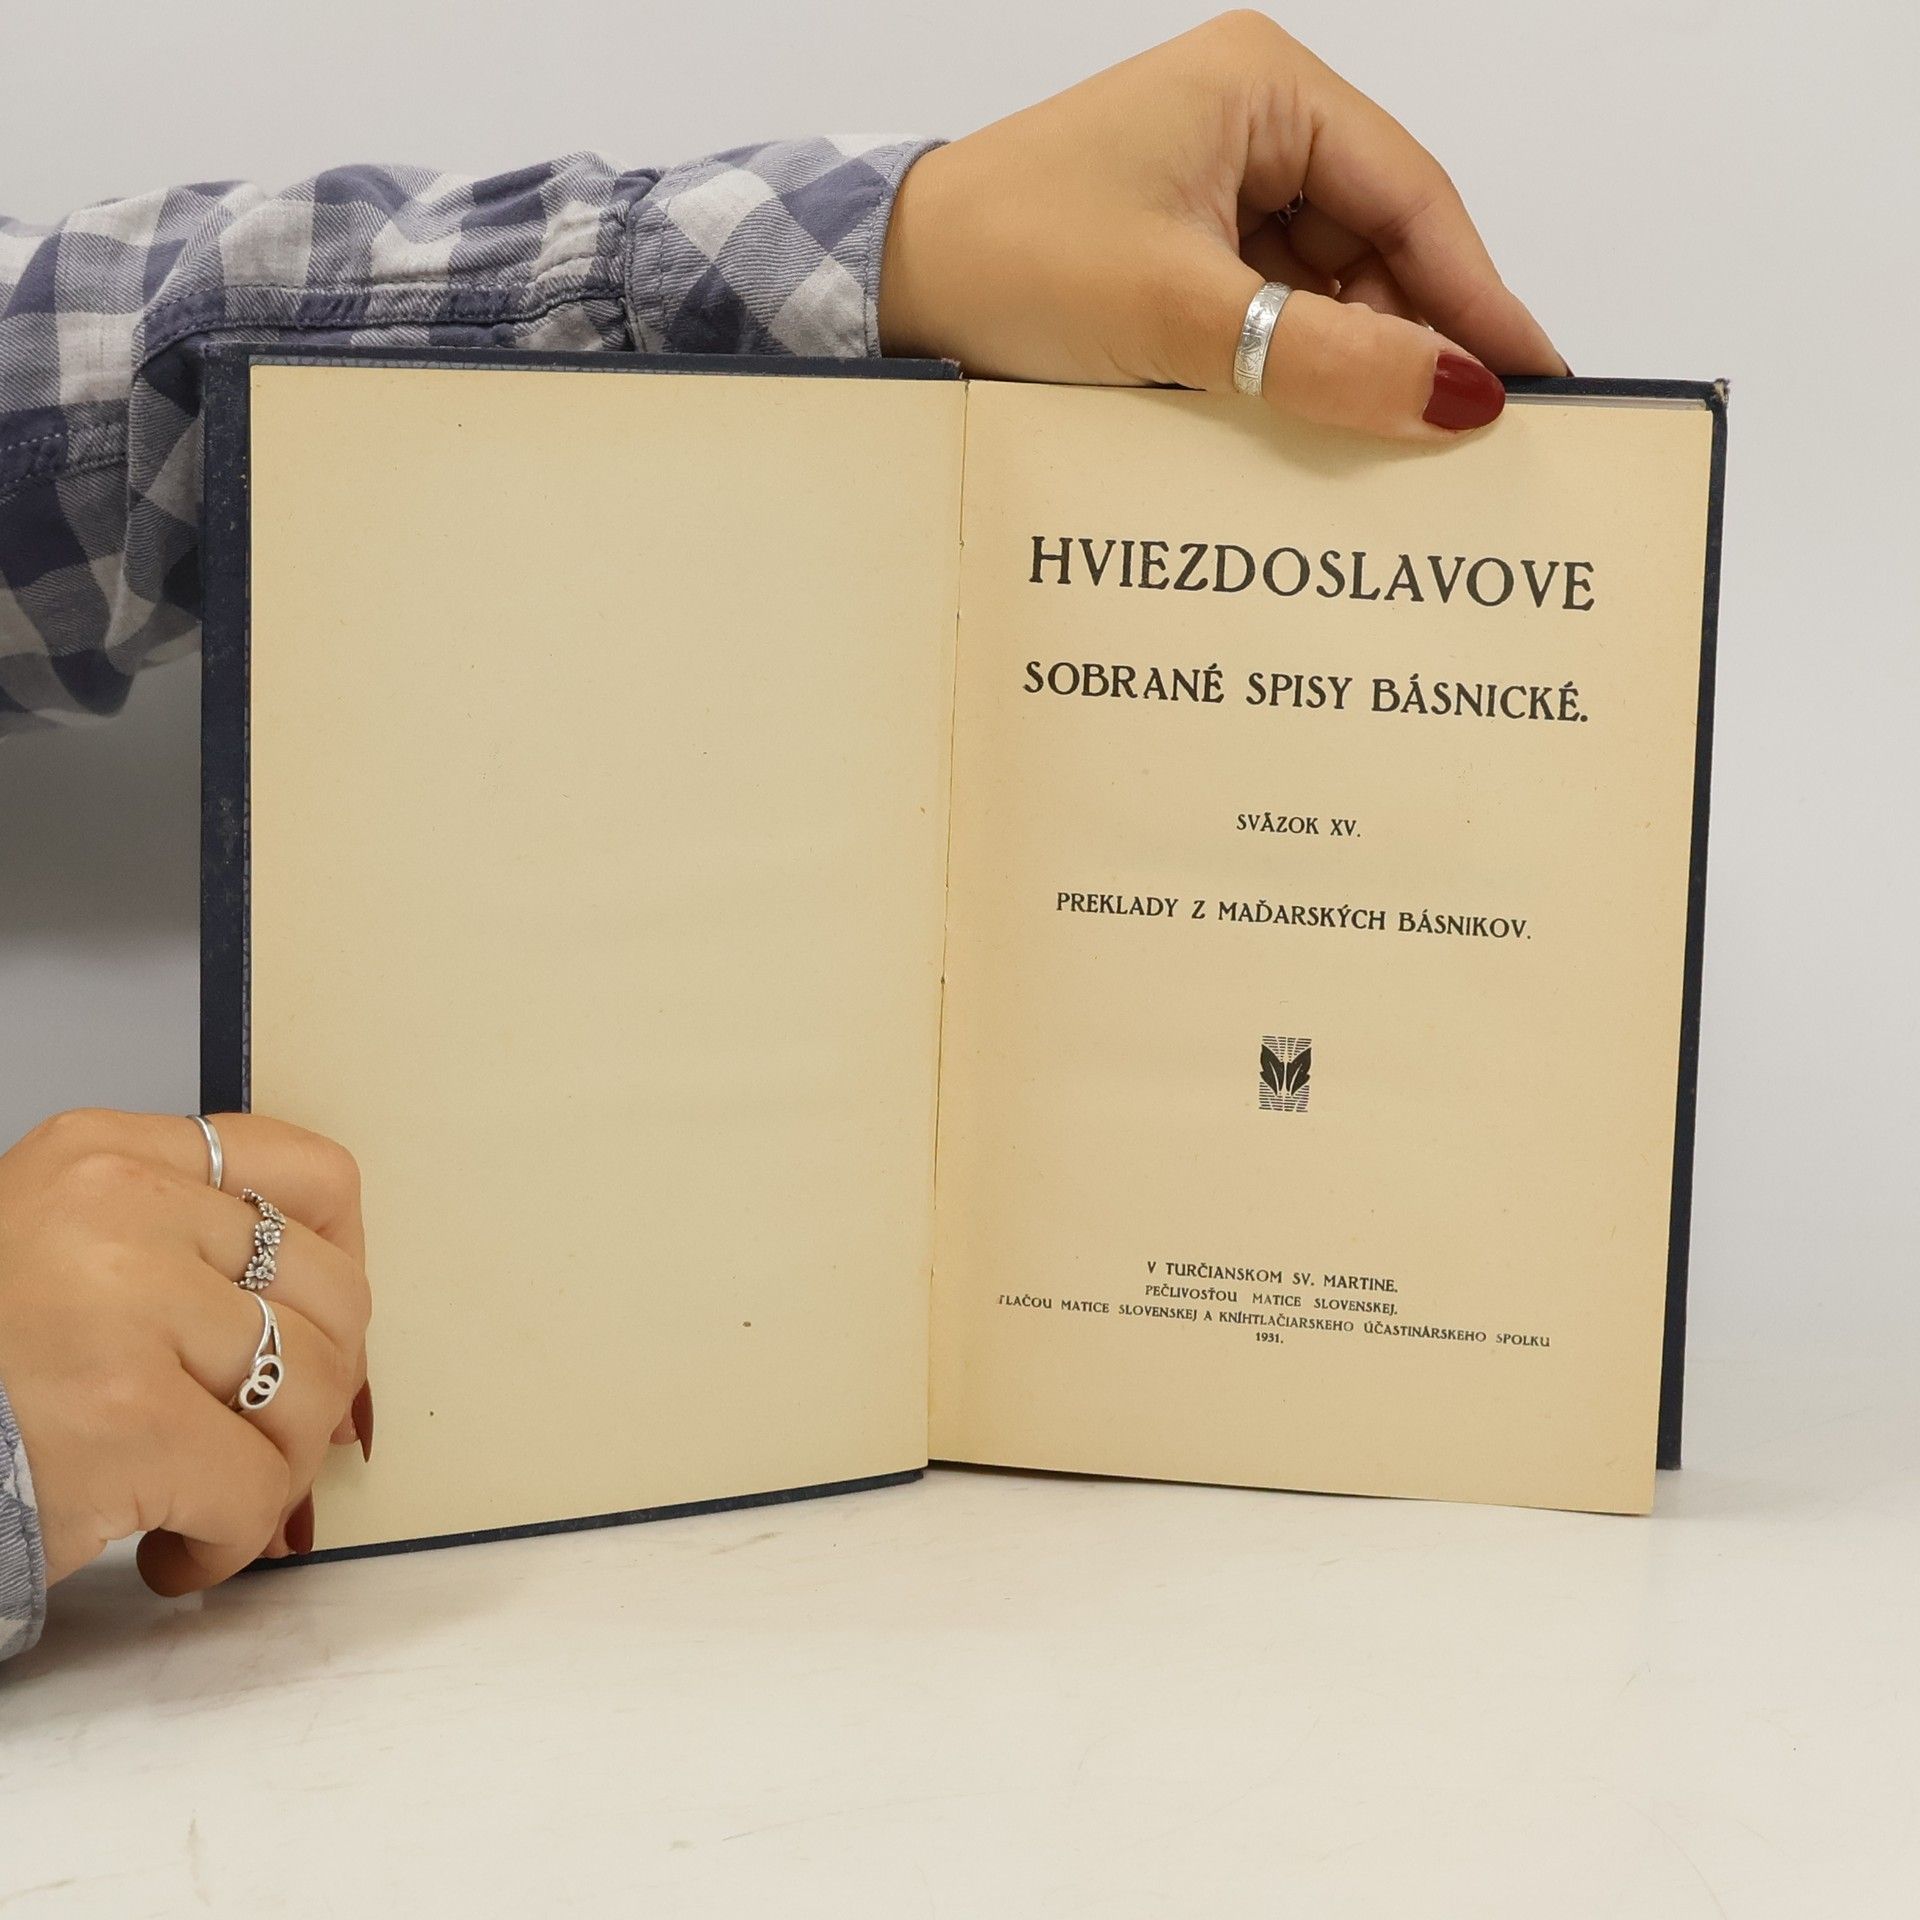 HVIEZDOSLAVOVE
SOBRANÉ SPISY BÁSNICKÉ.
SVÄZOK XV.
PREKLADY Z MAĎARSKÝCH BÁSNIKOV.
V TURČIANSKOM SV. MARTINE.
PEČLIVOSŤOU MATICE SLOVENSKEJ.
TLAČOU MATICE SLOVENSKEJ A KNÍHTLAČIARSKEHO ÚČASTINÁRSKEHO SPOLKU
1931.